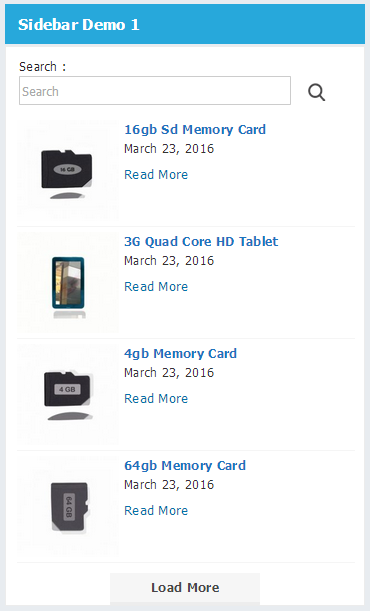 Sidebar Demo 1
Search :
Search
16gb Sd Memory Card
March 23, 2016
16 GB
Read More
3G Quad Core HD Tablet
March 23, 2016
Read More
4gb Memory Card
March 23, 2016
4 GB
Read More
64gb Memory Card
March 23, 2016
64 GB
Read More
Load More